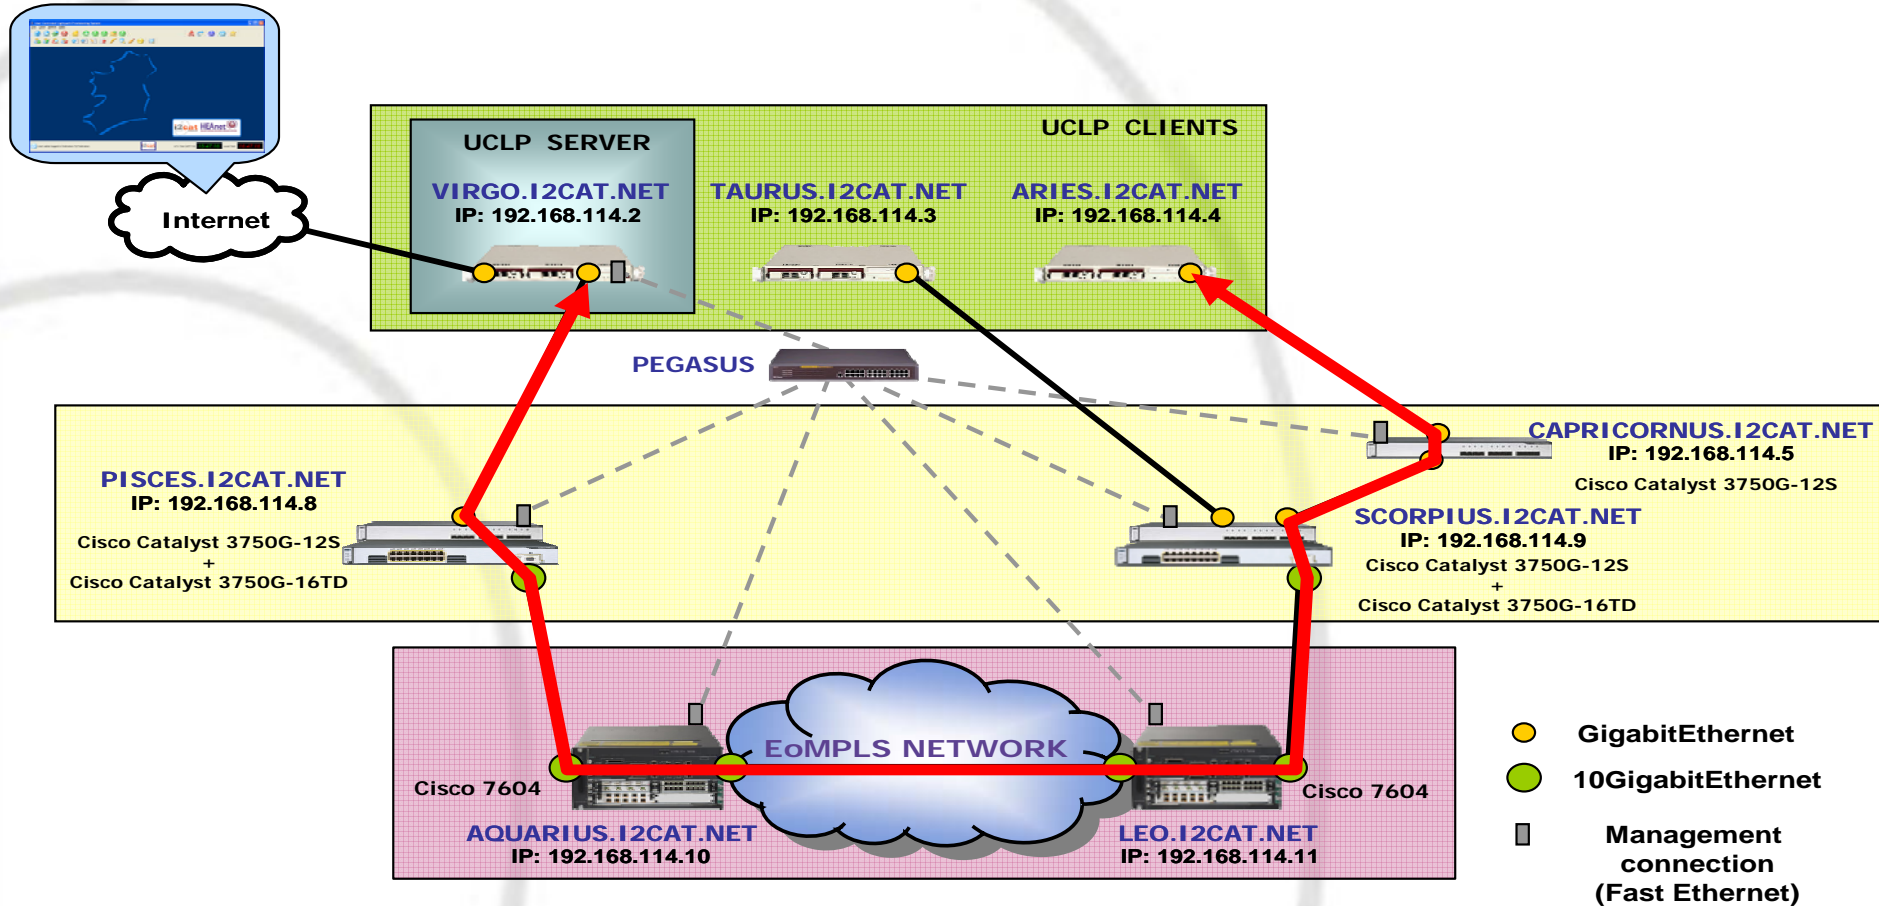 i2cat HEAnet
Internet
UCLP SERVER
UCLP CLIENTS
VIRGO.I2CAT.NET
IP: 192.168.114.2
TAURUS.I2CAT.NET
IP: 192.168.114.3
ARIES.I2CAT.NET
IP: 192.168.114.4
PEGASUS
CAPRICORNUS.I2CAT.NET
IP: 192.168.114.5
Cisco Catalyst 3750G-12S
PISCES.I2CAT.NET
IP: 192.168.114.8
Cisco Catalyst 3750G-12S
+
Cisco Catalyst 3750G-16TD
SCORPIUS.I2CAT.NET
IP: 192.168.114.9
Cisco Catalyst 3750G-12S
+
Cisco Catalyst 3750G-16TD
EoMPLS NETWORK
Cisco 7604
Cisco 7604
AQUARIUS.I2CAT.NET
IP: 192.168.114.10
LEO.I2CAT.NET
IP: 192.168.114.11
GigabitEthernet
10GigabitEthernet
Management
connection
(Fast Ethernet)